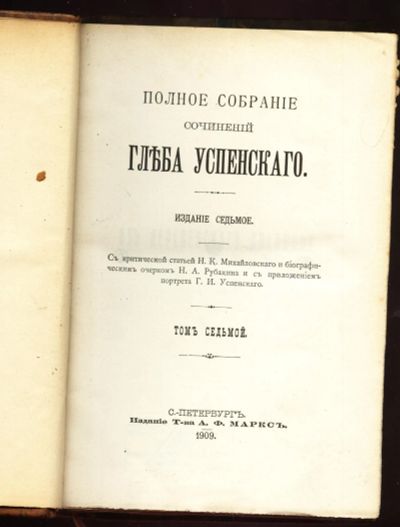 ПОЛНОЕ СОБРАНІЕ
СОЧИНЕНІЙ
ГЛѢБА УСПЕНСКАГО.
ИЗДАНІЕ СЕДЬМОЕ.
Съ критической статьей Н. К. Михайловскаго и біографи-
ческимъ очеркомъ Н. А. Рубакина и съ приложеніемъ
портрета Г. И. Успенскаго.
ТОМЪ СЕДЬМОЙ.
С.-ПЕТЕРБУРГЪ.
Изданіе Т-ва А. Ф. МАРКСЪ.
1909.